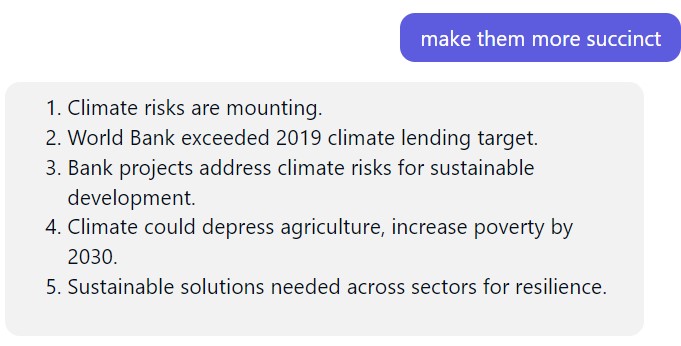 make them more succinct
1. Climate risks are mounting.
2. World Bank exceeded 2019 climate lending target.
3. Bank projects address climate risks for sustainable
development.
4. Climate could depress agriculture, increase poverty by
2030.
5. Sustainable solutions needed across sectors for resilience.